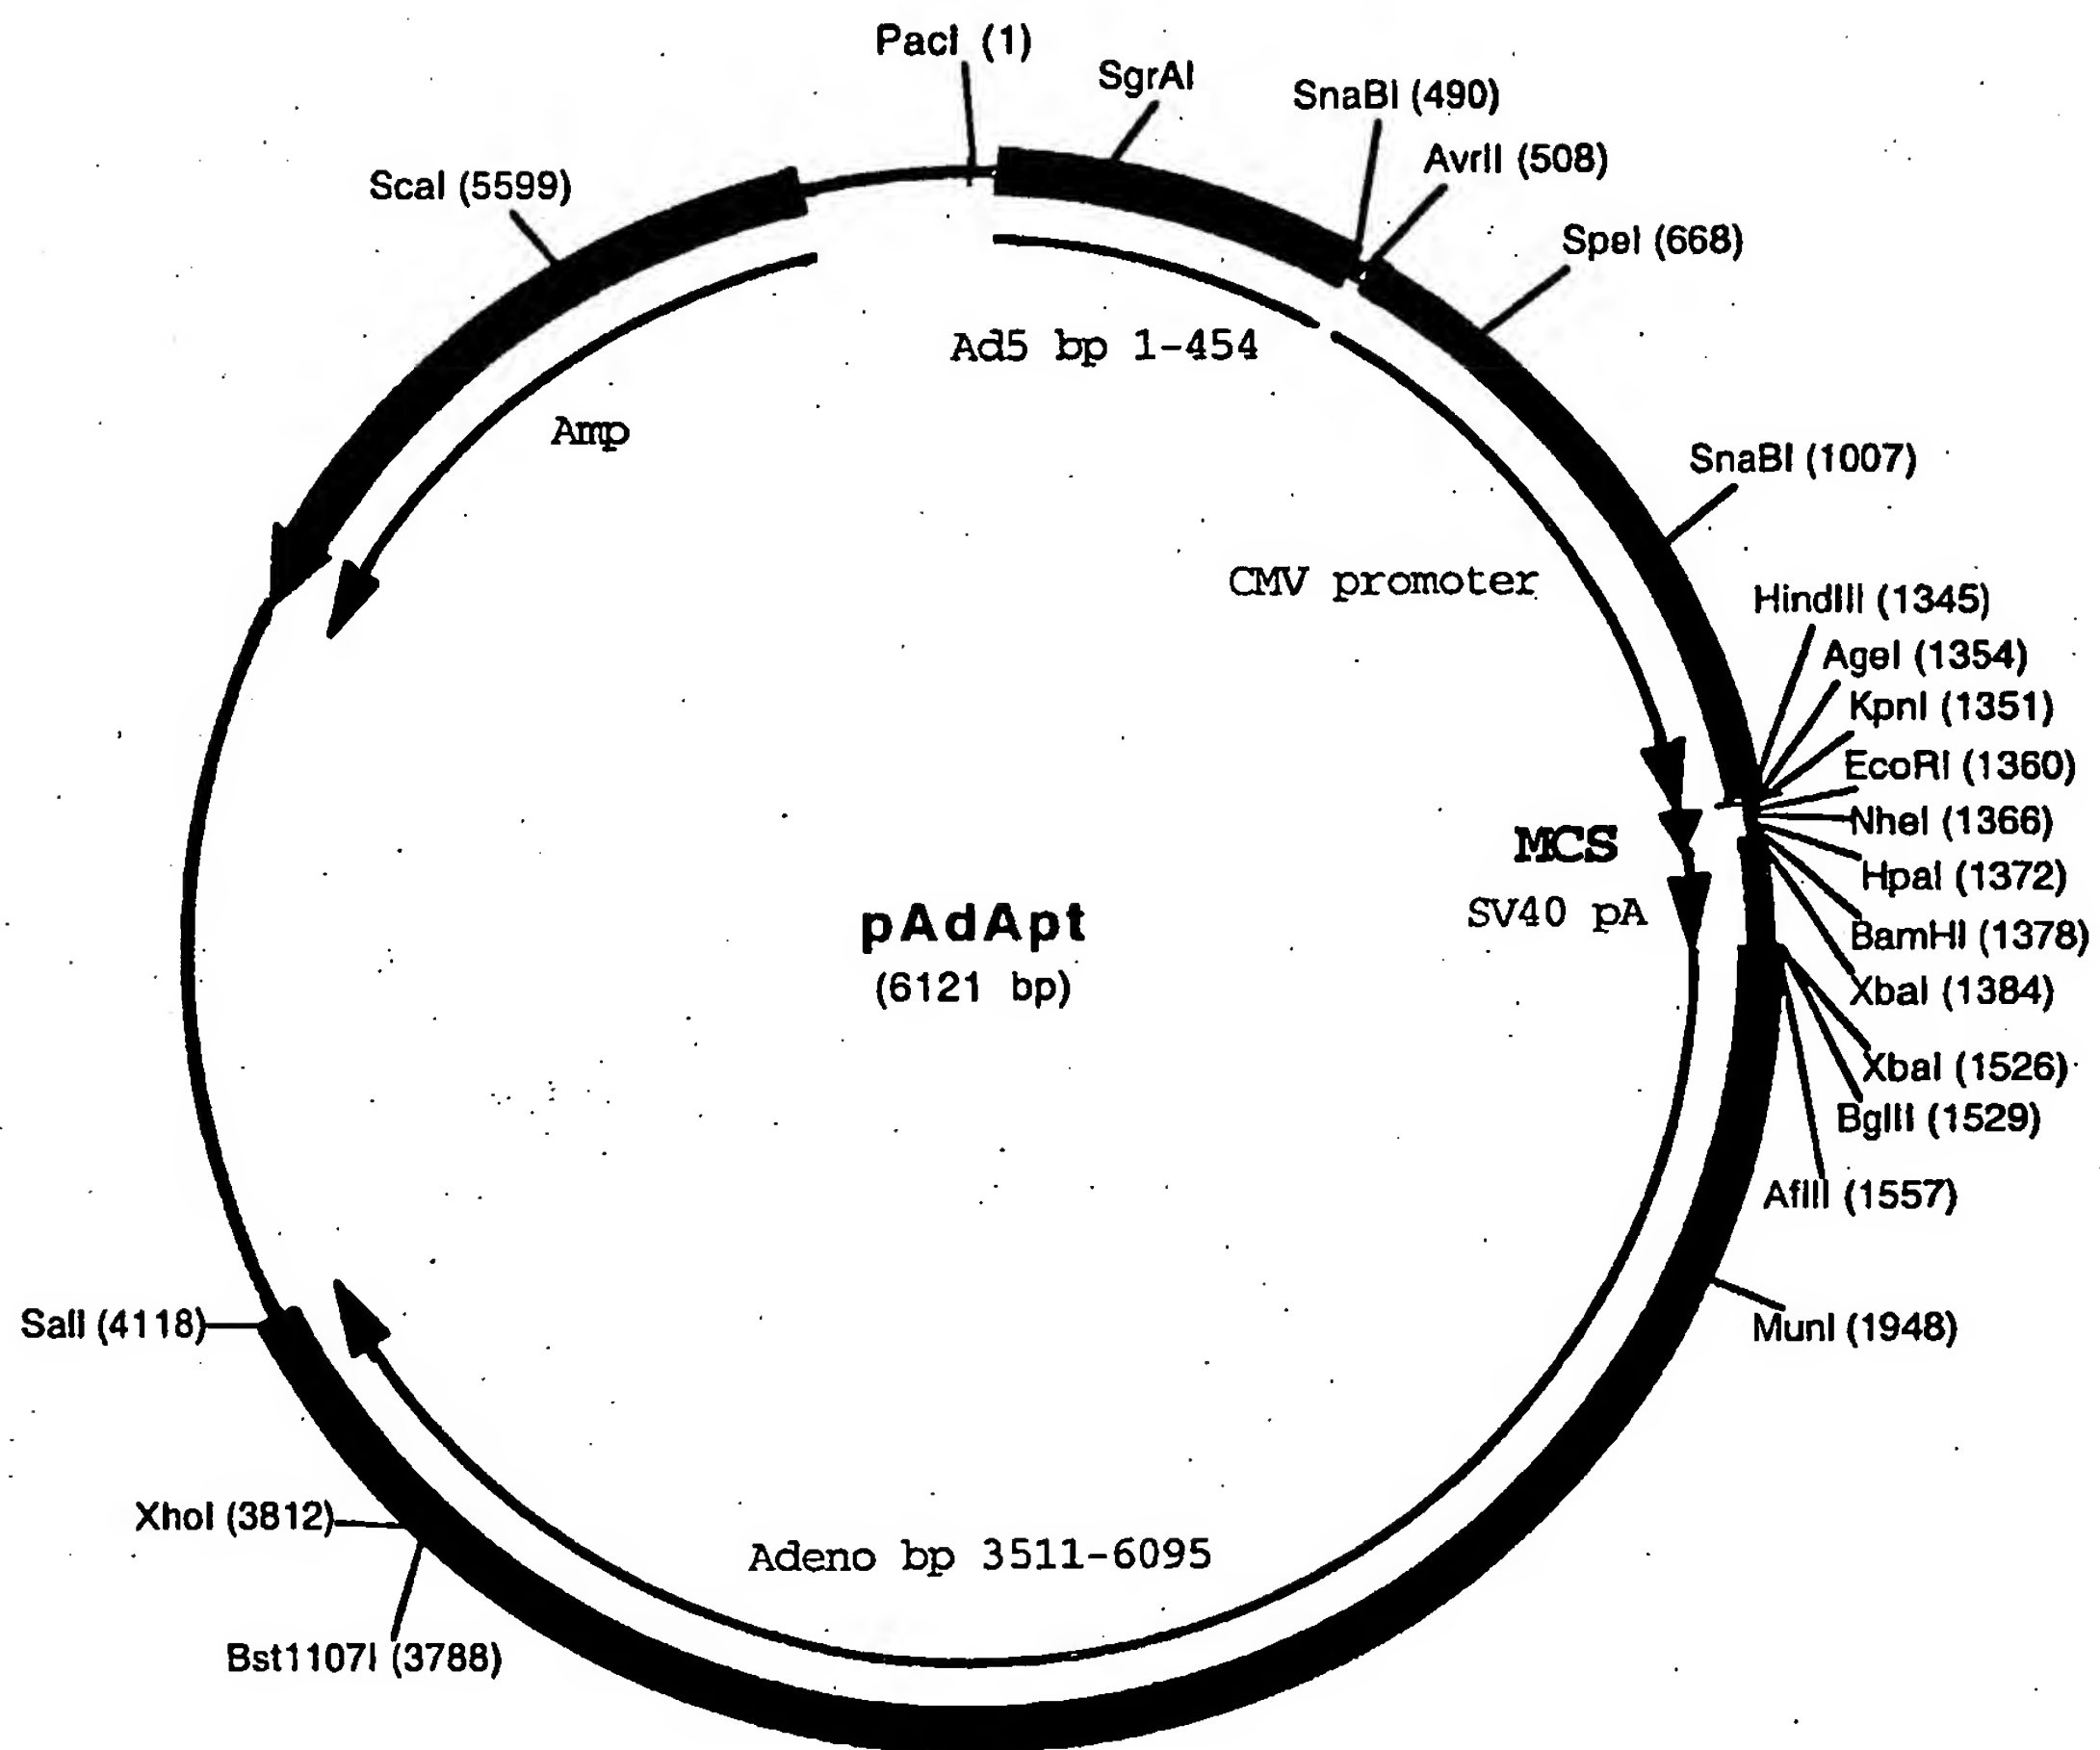 PacI (1)
SgrAI
SnaBI (490)
AvrII (508)
ScaI (5599)
SpeI (668)
Ad5 bp 1-454
Amp
SnaBI (1007)
CMV promoter
HindIII (1345)
AgeI (1354)
KpnI (1351)
EcoRI (1360)
NheI (1366)
MCS
HpaI (1372)
SV40 pA
pAdApt
(6121 bp)
BamHI (1378)
XbaI (1384)
XbaI (1526)
BglII (1529)
AflII (1557)
SalI (4118)
MunI (1948)
XhoI (3812)
Adeno bp 3511-6095
Bst1107I (3788)